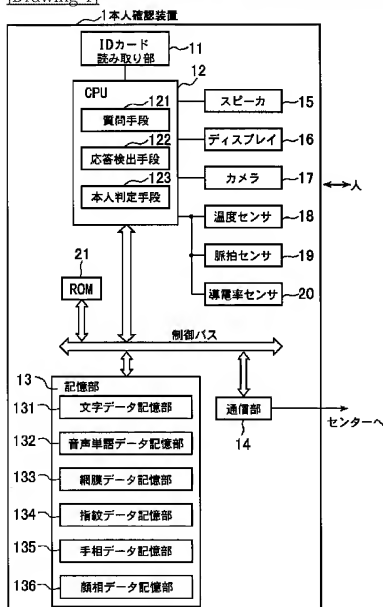 [Drawing 1]
1 本人確認装置
IDカード
読み取り部
11
12
CPU
121
質問手段
122
応答検出手段
123
本人判定手段
スピーカ
15
ディスプレイ
16
カメラ
17
人
温度センサ
18
脈拍センサ
19
導電率センサ
20
21
ROM
制御バス
13
記憶部
131
文字データ記憶部
132
音声単語データ記憶部
133
網膜データ記憶部
134
指紋データ記憶部
135
手相データ記憶部
136
顔相データ記憶部
通信部
14
センターへ